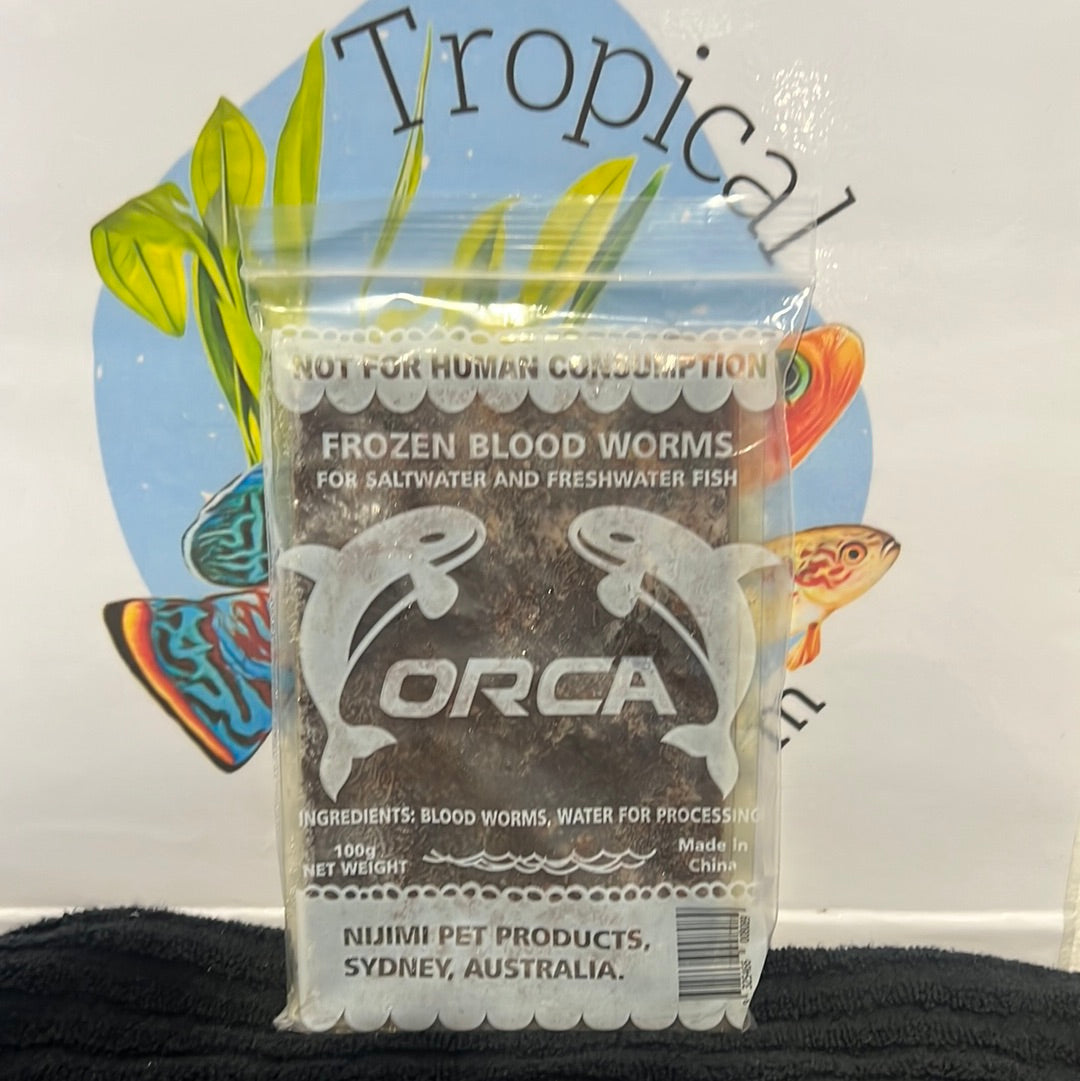 Tropical
NOT FOR HUMAN CONSUMPTION
FROZEN BLOOD WORMS
FOR SALTWATER AND FRESHWATER FISH
ORCA
INGREDIENTS: BLOOD WORMS, WATER FOR PROCESSING
100g
NET WEIGHT
Made In
China
NIJIMI PET PRODUCTS,
SYDNEY, AUSTRALIA.